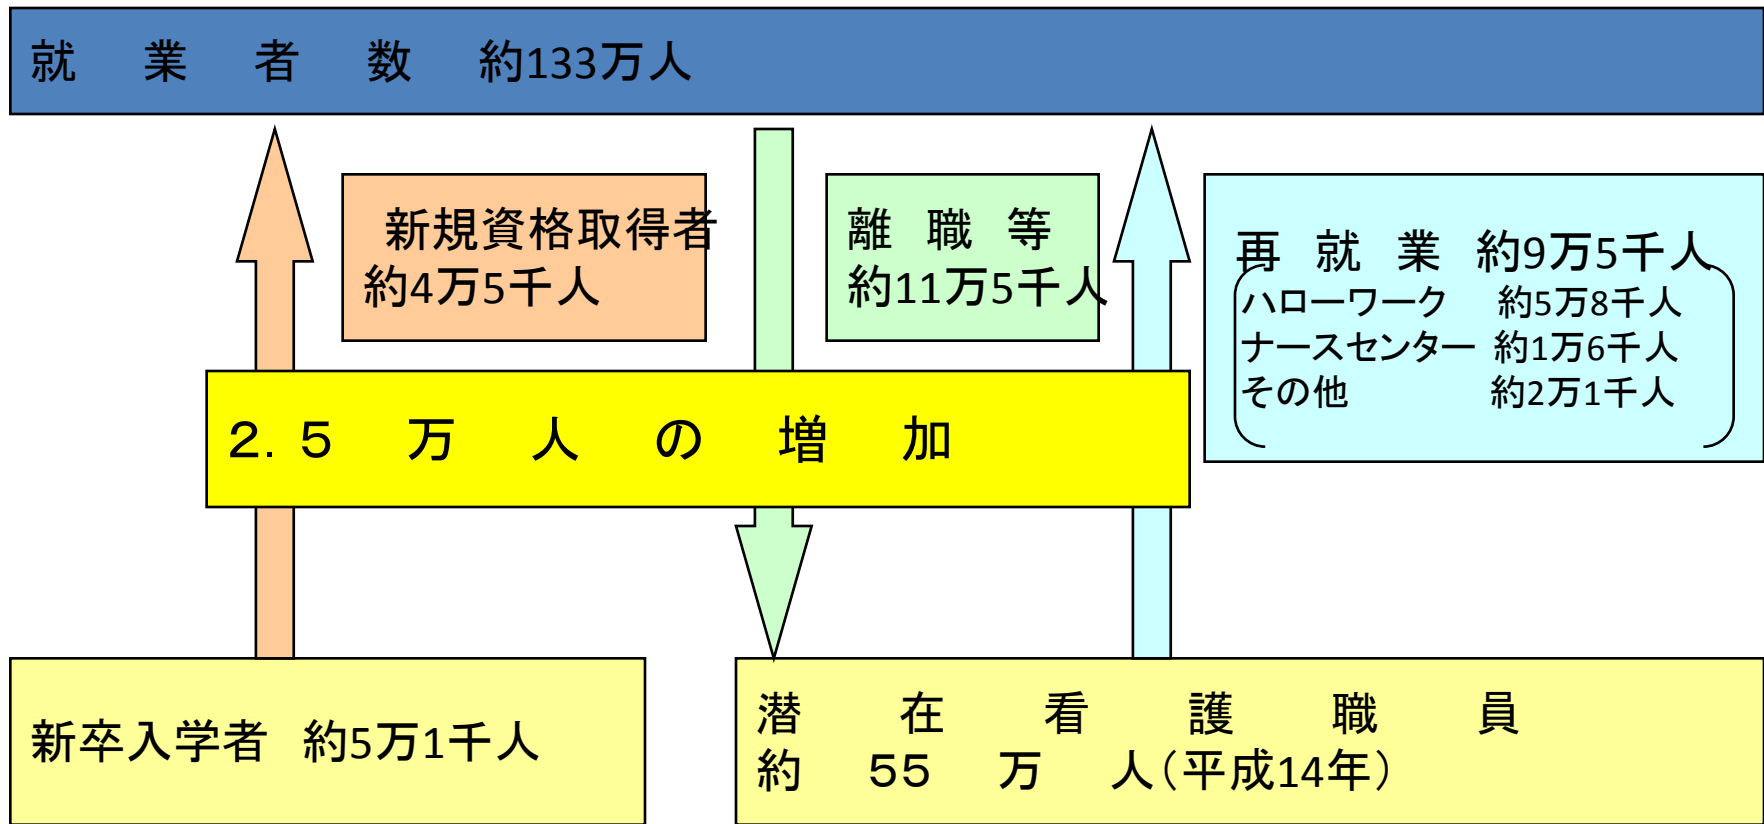 就業者数 約133万人
新規資格取得者
約4万5千人
離職等
約11万5千人
再就業 約9万5千人
ハローワーク 約5万8千人
ナースセンター 約1万6千人
その他 約2万1千人
２．５万人の増加
新卒入学者 約5万1千人
潜在看護職員
約５５万人（平成14年）